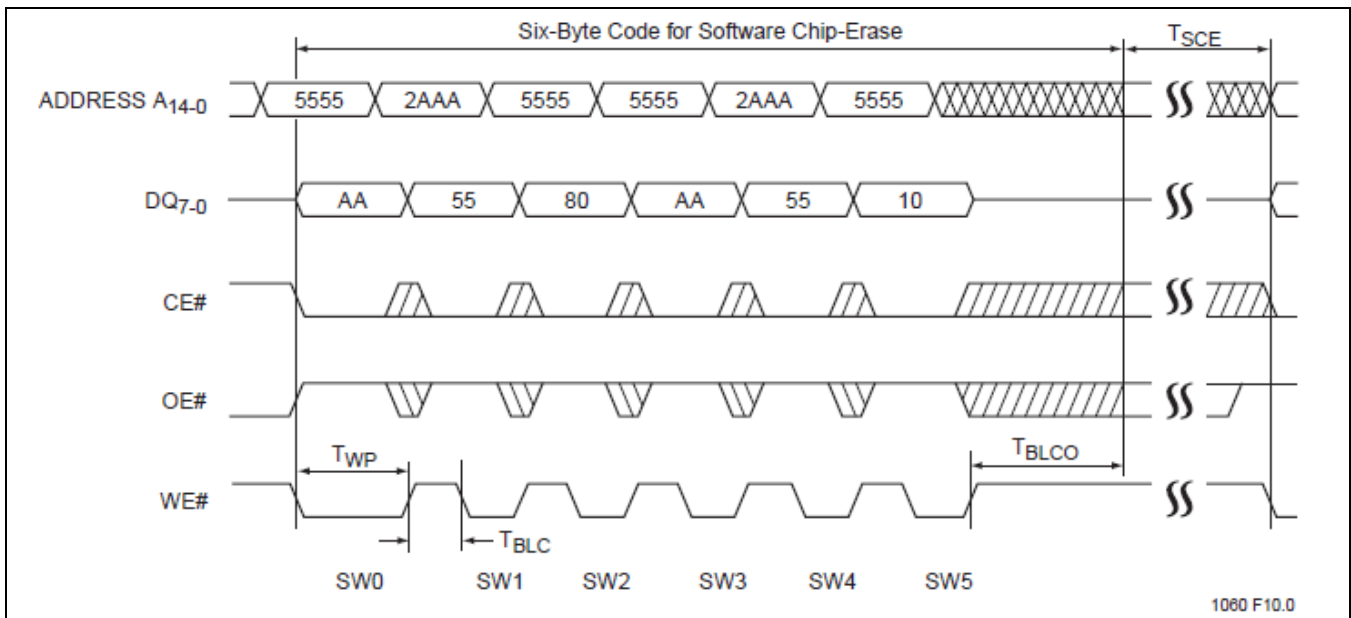 Six-Byte Code for Software Chip-Erase TSCE
ADDRESS A14-0 5555 2AAA 5555 5555 2AAA 5555
DQ7-0 AA 55 80 AA 55 10
CE#
OE#
TWP TBLCO
WE#
TBLC
SW0 SW1 SW2 SW3 SW4 SW5
1060 F10.0